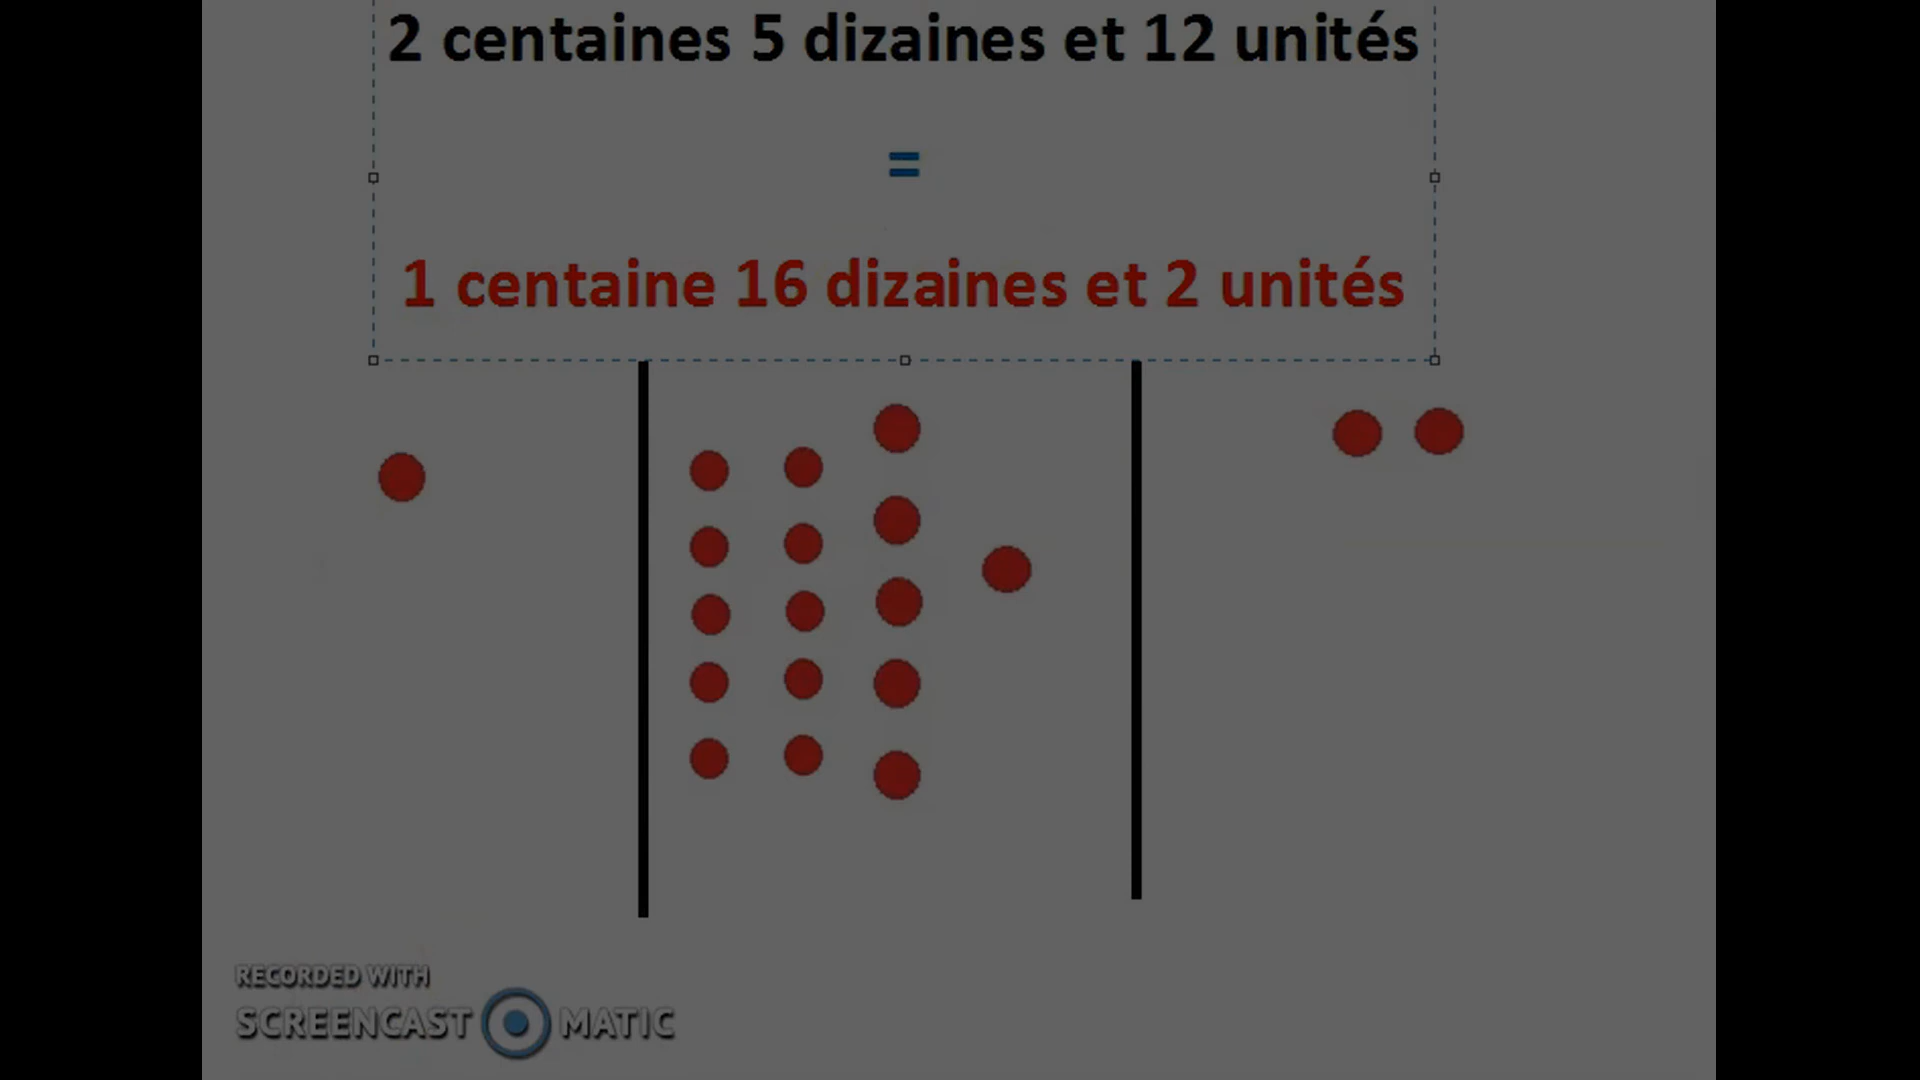 2 centaines 5 dizaines et 12 unités
=
1 centaine 16 dizaines et 2 unités
RECORDED WITH
SCREENCAST MATIC